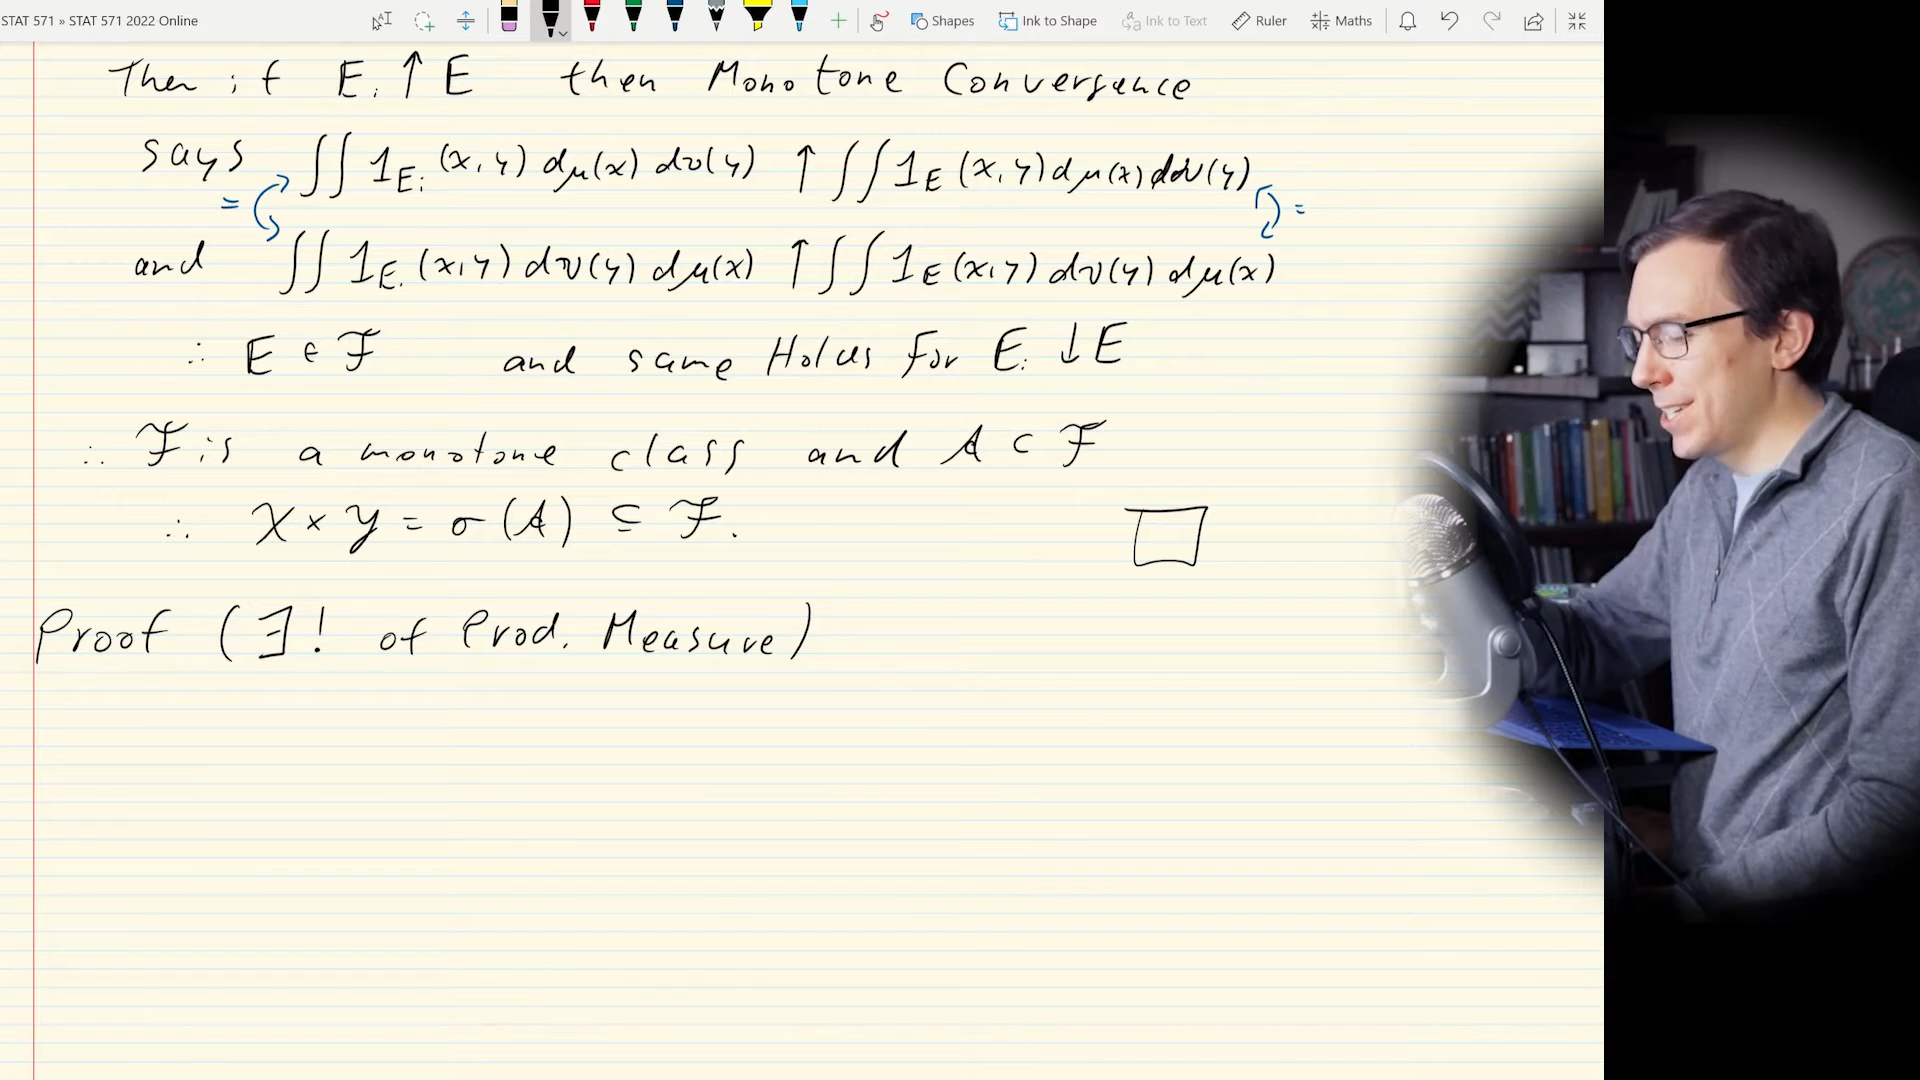 STAT 571 » STAT 571 2022 Online
Shapes Ink to Shape Ink to Text Ruler Maths
Then if Eᵢ ↑ E then Monotone Convergence
says ∫∫ 1_{Eᵢ} (x,y) dμ(x) dν(y) ↑ ∫∫ 1_E (x,y) dμ(x) dν(y)
= =
and ∫∫ 1_{Eᵢ} (x,y) dν(y) dμ(x) ↑ ∫∫ 1_E (x,y) dν(y) dμ(x)
∴ E ∈ ℱ and same Holds for Eᵢ ↓ E
∴ ℱ is a monotone class and 𝒜 ⊂ ℱ
∴ 𝒳 × 𝒴 = σ(𝒜) ⊆ ℱ.
Proof (∃! of Prod. Measure)